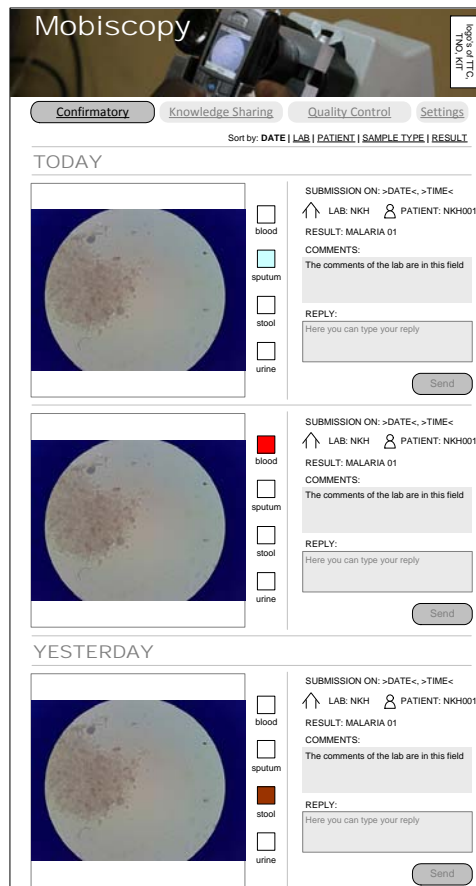 Mobiscopy
logo's of TTC,
TNO, KIT
Confirmatory Knowledge Sharing Quality Control Settings
Sort by: DATE | LAB | PATIENT | SAMPLE TYPE | RESULT
TODAY
blood
sputum
stool
urine
SUBMISSION ON: >DATE<, >TIME<
LAB: NKH PATIENT: NKH001
RESULT: MALARIA 01
COMMENTS:
The comments of the lab are in this field
REPLY:
Here you can type your reply
Send
blood
sputum
stool
urine
SUBMISSION ON: >DATE<, >TIME<
LAB: NKH PATIENT: NKH001
RESULT: MALARIA 01
COMMENTS:
The comments of the lab are in this field
REPLY:
Here you can type your reply
Send
YESTERDAY
blood
sputum
stool
urine
SUBMISSION ON: >DATE<, >TIME<
LAB: NKH PATIENT: NKH001
RESULT: MALARIA 01
COMMENTS:
The comments of the lab are in this field
REPLY:
Here you can type your reply
Send